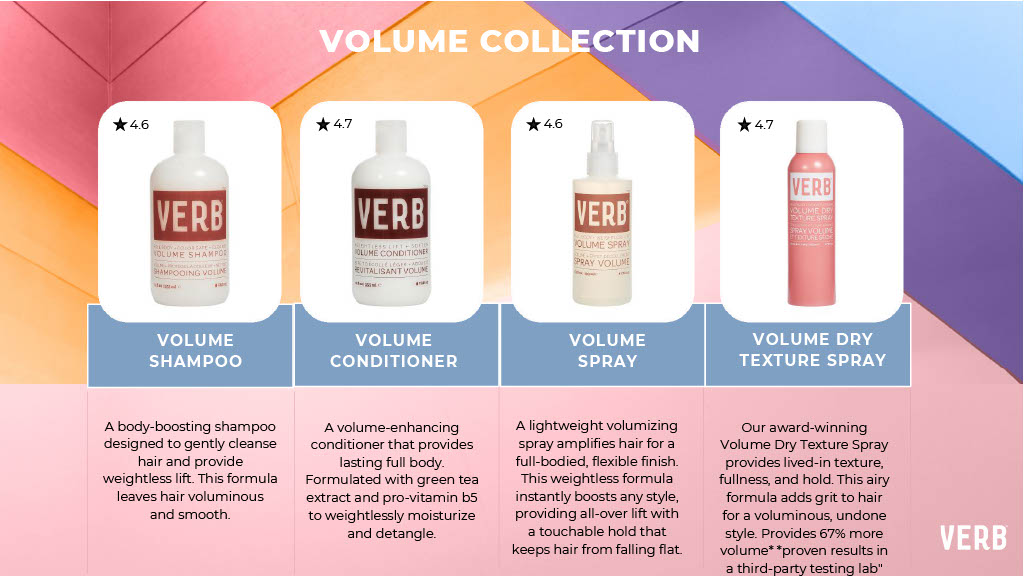 VOLUME COLLECTION
★4.6
VERB
VOLUME SHAMPOO
SHAMPOOING VOLUME
VOLUME
SHAMPOO
A body-boosting shampoo
designed to gently cleanse
hair and provide
weightless lift. This formula
leaves hair voluminous
and smooth.
★4.7
VERB
VOLUME CONDITIONER
REVITALISANT VOLUME
VOLUME
CONDITIONER
A volume-enhancing
conditioner that provides
lasting full body.
Formulated with green tea
extract and pro-vitamin b5
to weightlessly moisturize
and detangle.
★4.6
VERB
VOLUME SPRAY
SPRAY VOLUME
VOLUME
SPRAY
A lightweight volumizing
spray amplifies hair for a
full-bodied, flexible finish.
This weightless formula
instantly boosts any style,
providing all-over lift with
a touchable hold that
keeps hair from falling flat.
★4.7
VERB
VOLUME DRY
TEXTURE SPRAY
SPRAY VOLUME
VOLUME DRY
TEXTURE SPRAY
Our award-winning
Volume Dry Texture Spray
provides lived-in texture,
fullness, and hold. This airy
formula adds grit to hair
for a voluminous, undone
style. Provides 67% more
volume* *proven results in
a third-party testing lab"
VERB